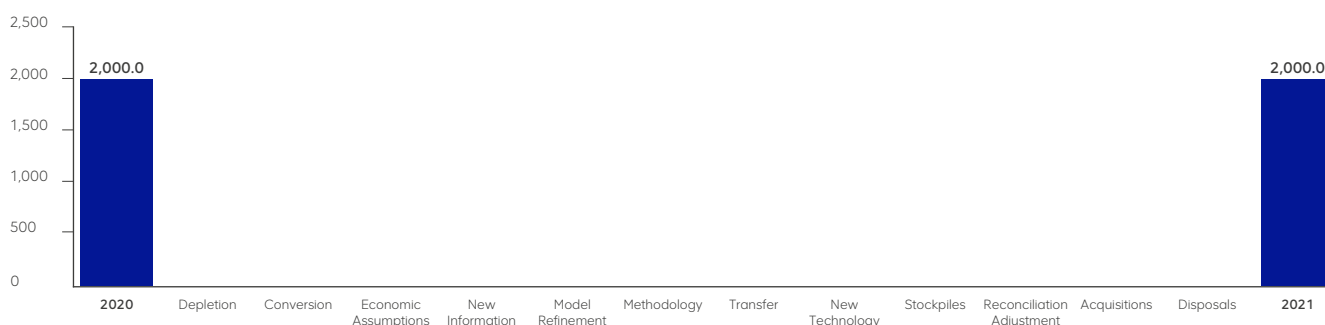 2,500
2,000
1,500
1,000
500
0
2,000.0
2,000.0
2020
Depletion
Conversion
Economic
Assumptions
New
Information
Model
Refinement
Methodology
Transfer
New
Technology
Stockpiles
Reconciliation
Adjustment
Acquisitions
Disposals
2021